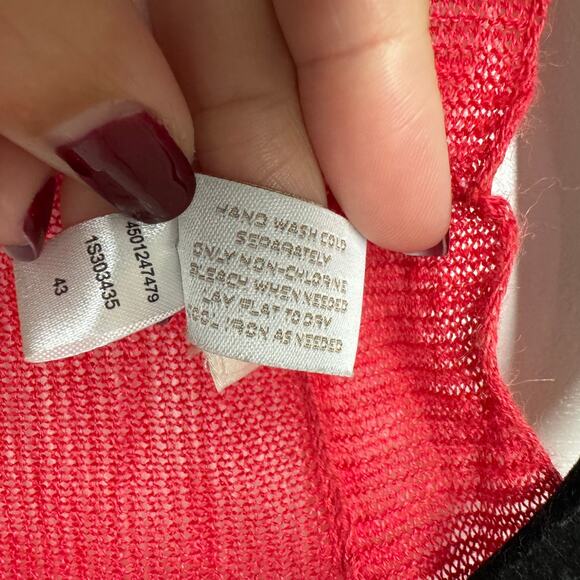 4501247479
1S303435
43
HAND WASH COLD
SEPARATELY
ONLY NON-CHLORINE
BLEACH WHEN NEEDED
LAY FLAT TO DRY
IRON AS NEEDED